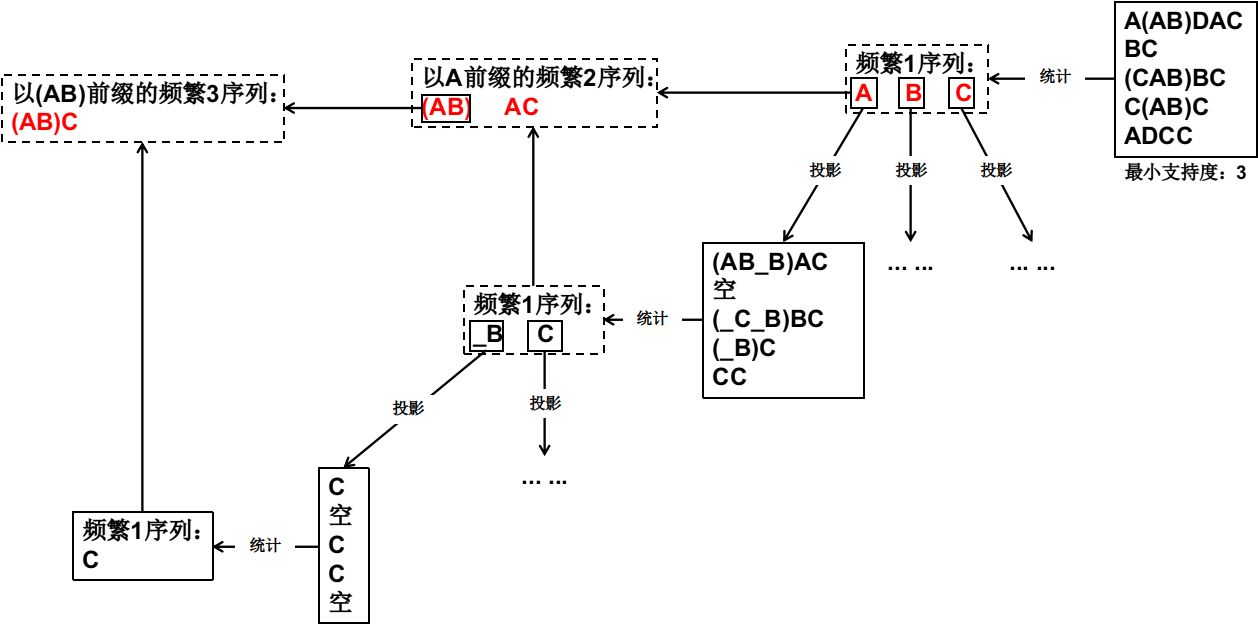 A(AB)DAC
BC
(CAB)BC
C(AB)C
ADCC
最小支持度：3
统计
频繁1序列：
A B C
以A前缀的频繁2序列：
(AB) AC
以(AB)前缀的频繁3序列：
(AB)C
投影
投影
投影
(AB_B)AC
空
(_C_B)BC
(_B)C
CC
... ...
... ...
统计
频繁1序列：
_B C
投影
投影
... ...
C
空
C
C
空
统计
频繁1序列：
C